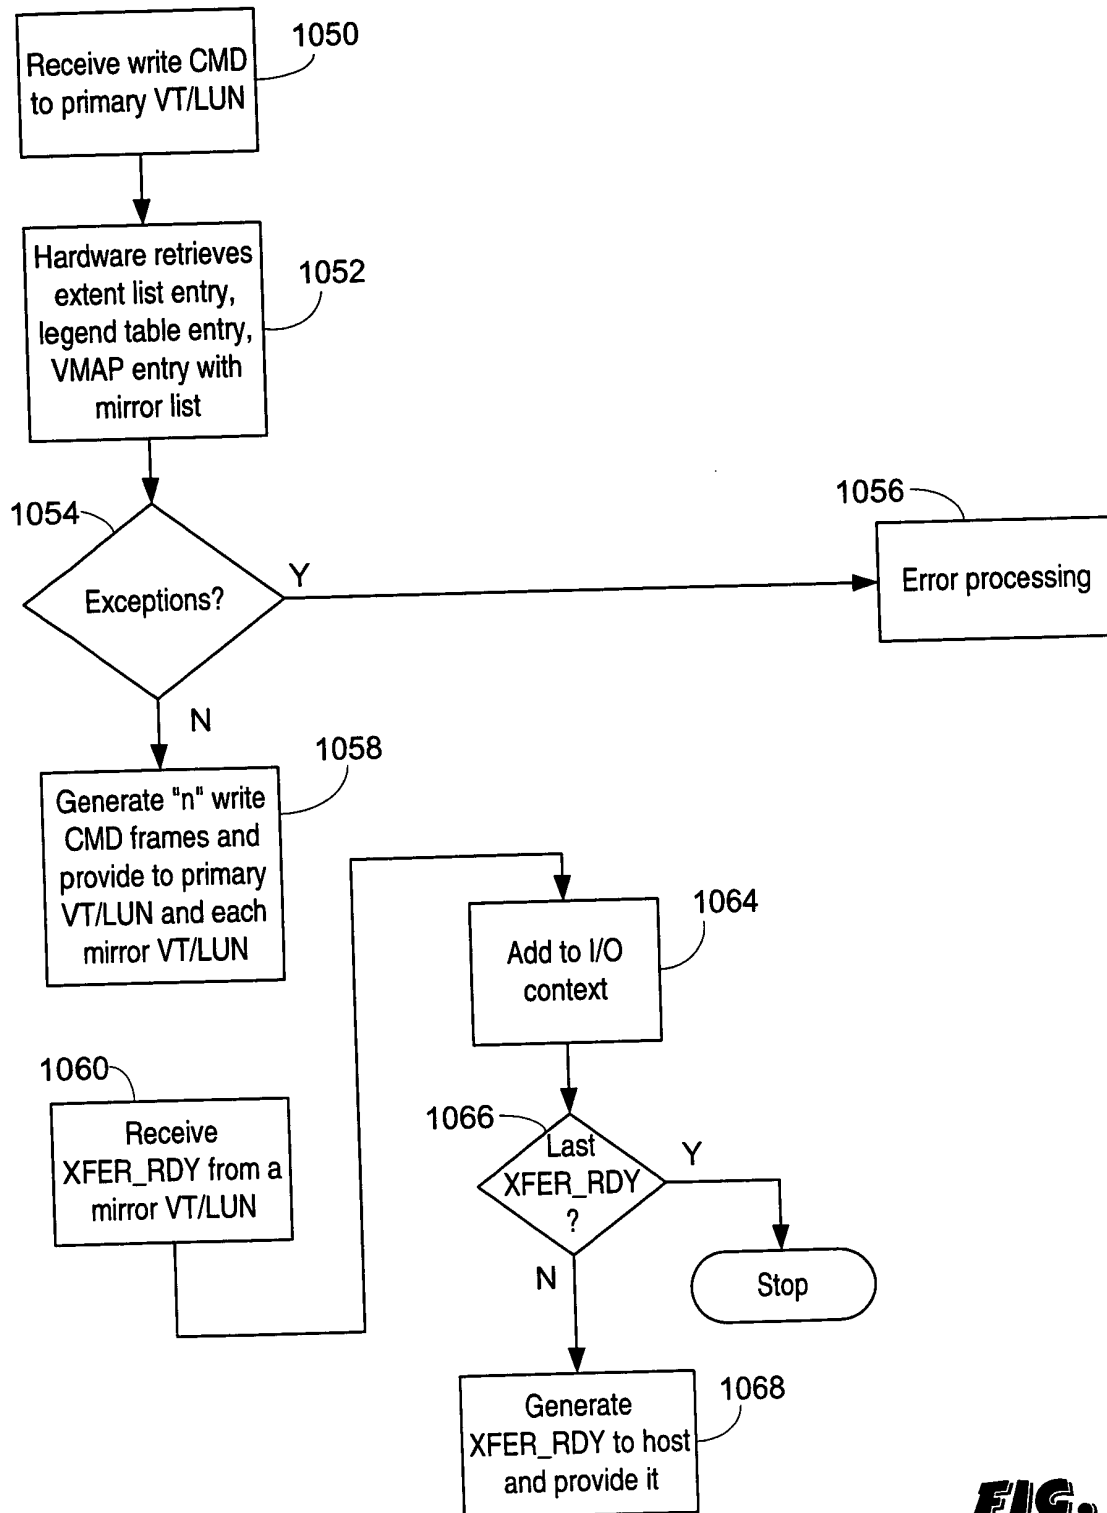 1050
Receive write CMD
to primary VT/LUN
1052
Hardware retrieves
extent list entry,
legend table entry,
VMAP entry with
mirror list
1054
Exceptions?
Y
1056
Error processing
N
1058
Generate "n" write
CMD frames and
provide to primary
VT/LUN and each
mirror VT/LUN
1060
Receive
XFER_RDY from a
mirror VT/LUN
1064
Add to I/O
context
1066
Last
XFER_RDY
?
Y
Stop
N
1068
Generate
XFER_RDY to host
and provide it
FIG.